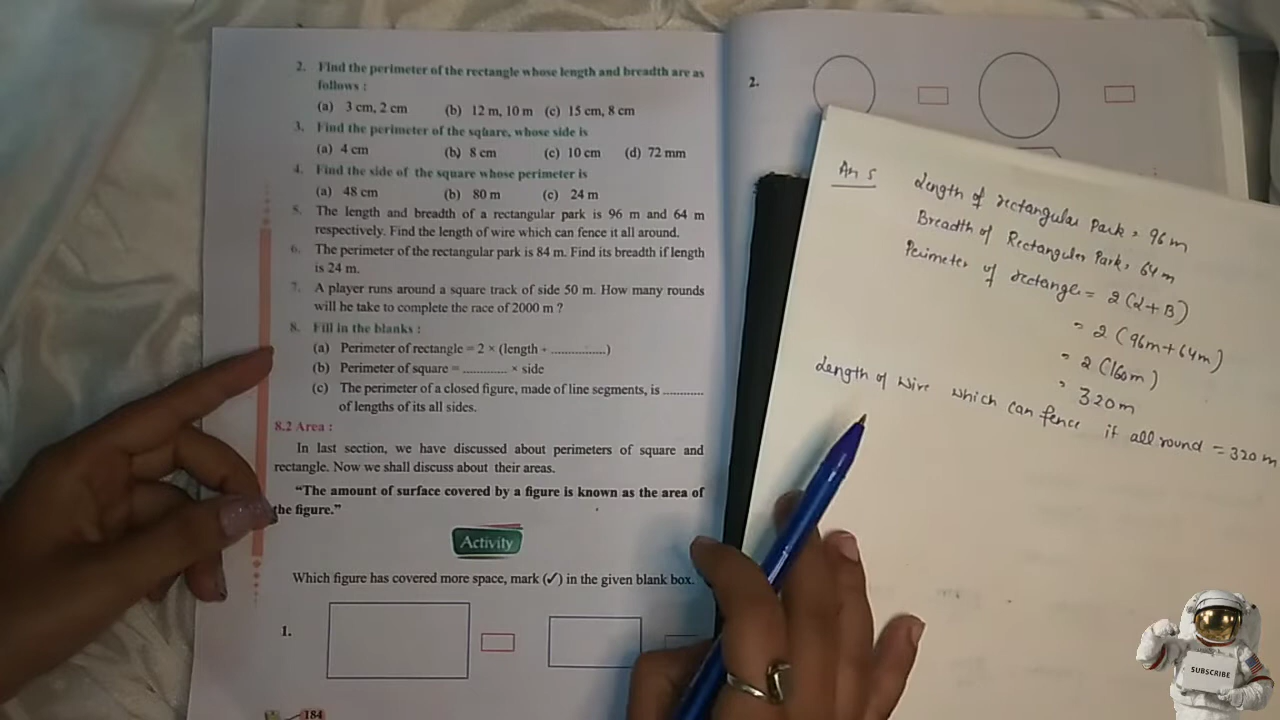 2. Find the perimeter of the rectangle whose length and breadth are as
follows :
(a) 3 cm, 2 cm (b) 12 m, 10 m (c) 15 cm, 8 cm
3. Find the perimeter of the square, whose side is
(a) 4 cm (b) 8 cm (c) 10 cm (d) 72 mm
4. Find the side of the square whose perimeter is
(a) 48 cm (b) 80 m (c) 24 m
5. The length and breadth of a rectangular park is 96 m and 64 m
respectively. Find the length of wire which can fence it all around.
6. The perimeter of the rectangular park is 84 m. Find its breadth if length
is 24 m.
7. A player runs around a square track of side 50 m. How many rounds
will he take to complete the race of 2000 m ?
8. Fill in the blanks :
(a) Perimeter of rectangle = 2 × (length + ................)
(b) Perimeter of square = ............ × side
(c) The perimeter of a closed figure, made of line segments, is ............
of lengths of its all sides.
8.2 Area :
In last section, we have discussed about perimeters of square and
rectangle. Now we shall discuss about their areas.
“The amount of surface covered by a figure is known as the area of
the figure.”
Activity
Which figure has covered more space, mark (✓) in the given blank box.
1.
184
2.
An 5
Length of rectangular Park = 96 m
Breadth of Rectangular Park = 64 m
Perimeter of rectangle = 2 (L + B)
= 2 (96m + 64m)
= 2 (160m)
= 320m
Length of wire which can fence it all round = 320 m
SUBSCRIBE